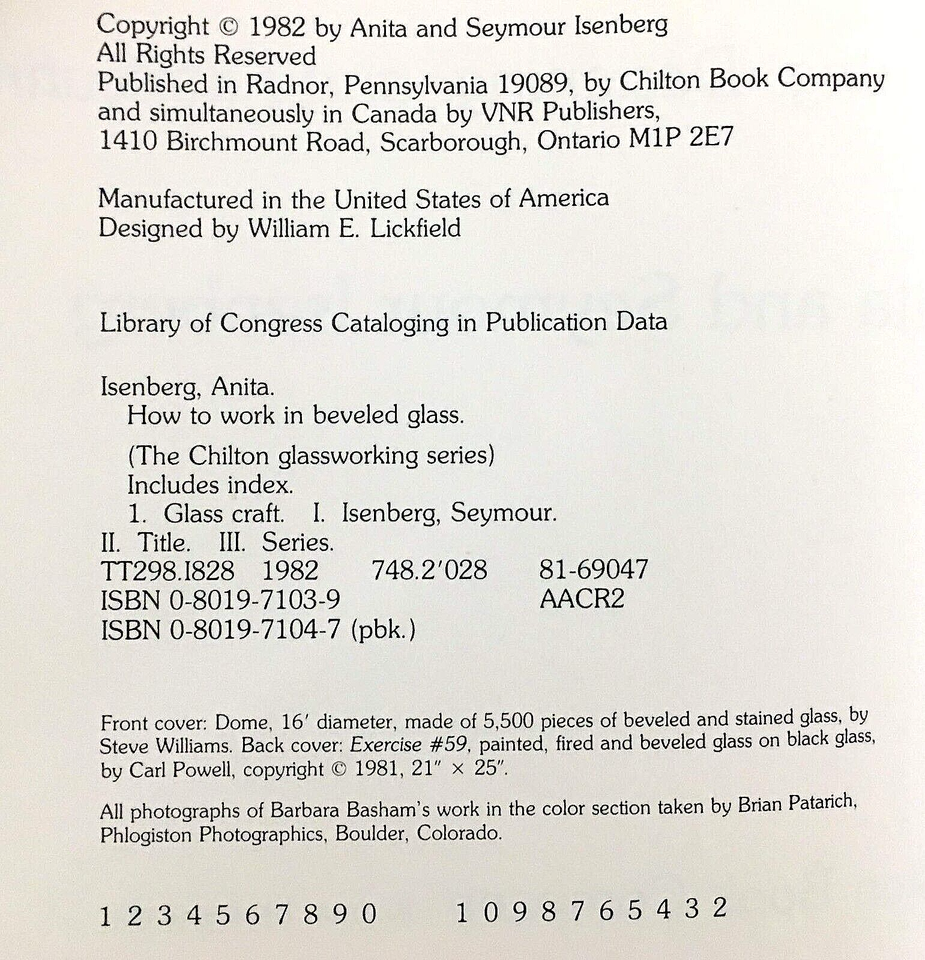 Copyright © 1982 by Anita and Seymour Isenberg
All Rights Reserved
Published in Radnor, Pennsylvania 19089, by Chilton Book Company
and simultaneously in Canada by VNR Publishers,
1410 Birchmount Road, Scarborough, Ontario M1P 2E7
Manufactured in the United States of America
Designed by William E. Lickfield
Library of Congress Cataloging in Publication Data
Isenberg, Anita.
How to work in beveled glass.
(The Chilton glassworking series)
Includes index.
1. Glass craft. I. Isenberg, Seymour.
II. Title. III. Series.
TT298.I828 1982 748.2'028 81-69047
ISBN 0-8019-7103-9 AACR2
ISBN 0-8019-7104-7 (pbk.)
Front cover: Dome, 16′ diameter, made of 5,500 pieces of beveled and stained glass, by
Steve Williams. Back cover: Exercise #59, painted, fired and beveled glass on black glass,
by Carl Powell, copyright © 1981, 21″ × 25″.
All photographs of Barbara Basham's work in the color section taken by Brian Patarich,
Phlogiston Photographics, Boulder, Colorado.
1 2 3 4 5 6 7 8 9 0 1 0 9 8 7 6 5 4 3 2